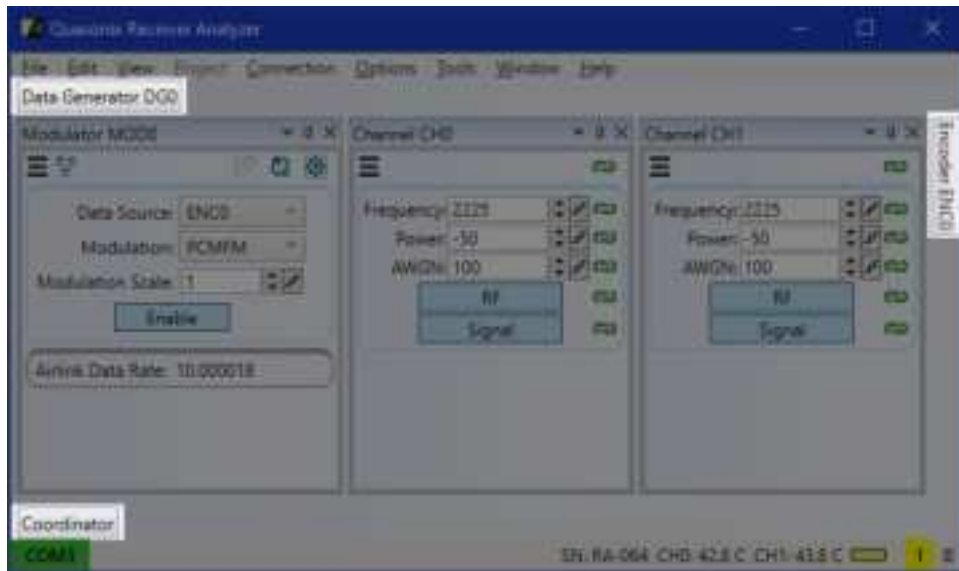 Quasonix Receiver Analyzer
File Edit View Project Connection Options Tools Window Help
Data Generator DG0
Modulator MOD0
Data Source: ENC0
Modulation: PCMFM
Modulation Scale: 1
Enable
Airlink Data Rate: 10.000018
Channel CH0
Frequency: 2225
Power: -50
AWGN: 100
RF
Signal
Channel CH1
Frequency: 2225
Power: -50
AWGN: 100
RF
Signal
Encoder ENC0
Coordinator
COM3
SN: RA-064 CH0: 42.8 C CH1: 43.8 C